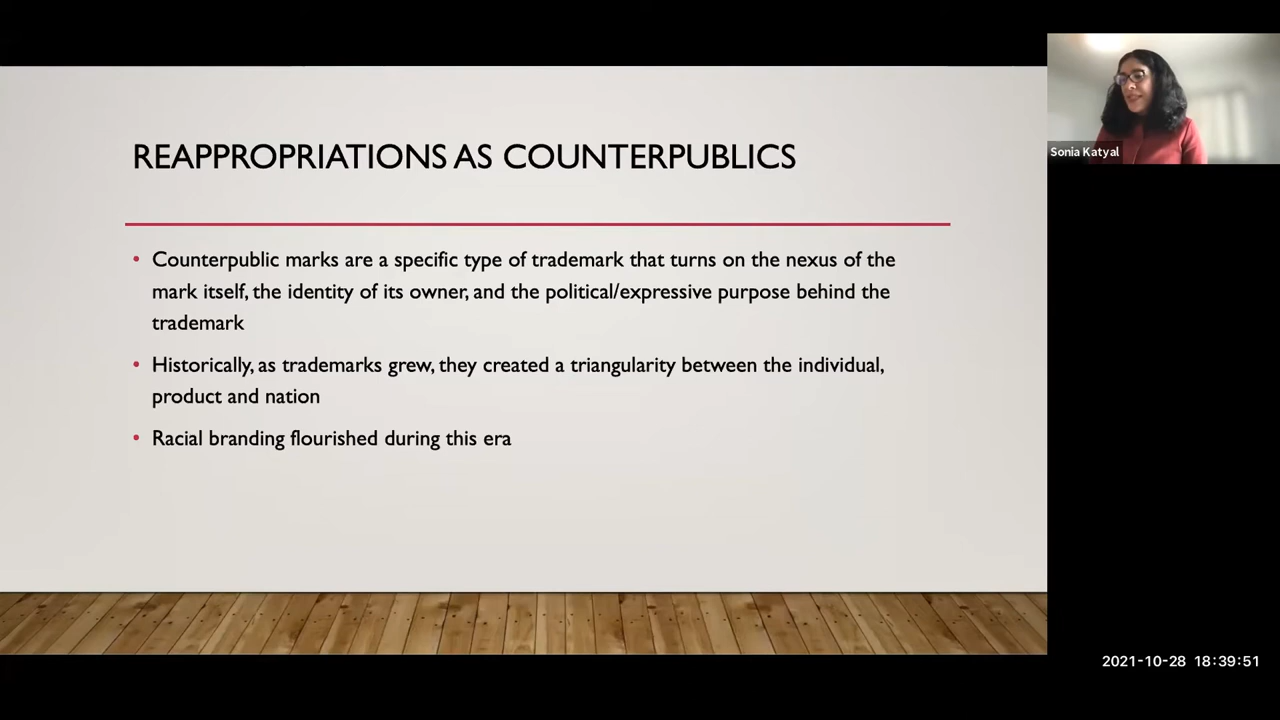 REAPPROPRIATIONS AS COUNTERPUBLICS
• Counterpublic marks are a specific type of trademark that turns on the nexus of the
mark itself, the identity of its owner, and the political/expressive purpose behind the
trademark
• Historically, as trademarks grew, they created a triangularity between the individual,
product and nation
• Racial branding flourished during this era
Sonia Katyal
2021-10-28 18:39:51